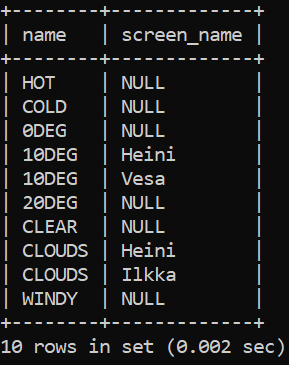 +--------+-------------+
| name   | screen_name |
+--------+-------------+
| HOT    | NULL        |
| COLD   | NULL        |
| 0DEG   | NULL        |
| 10DEG  | Heini       |
| 10DEG  | Vesa        |
| 20DEG  | NULL        |
| CLEAR  | NULL        |
| CLOUDS | Heini       |
| CLOUDS | Ilkka       |
| WINDY  | NULL        |
+--------+-------------+
10 rows in set (0.002 sec)